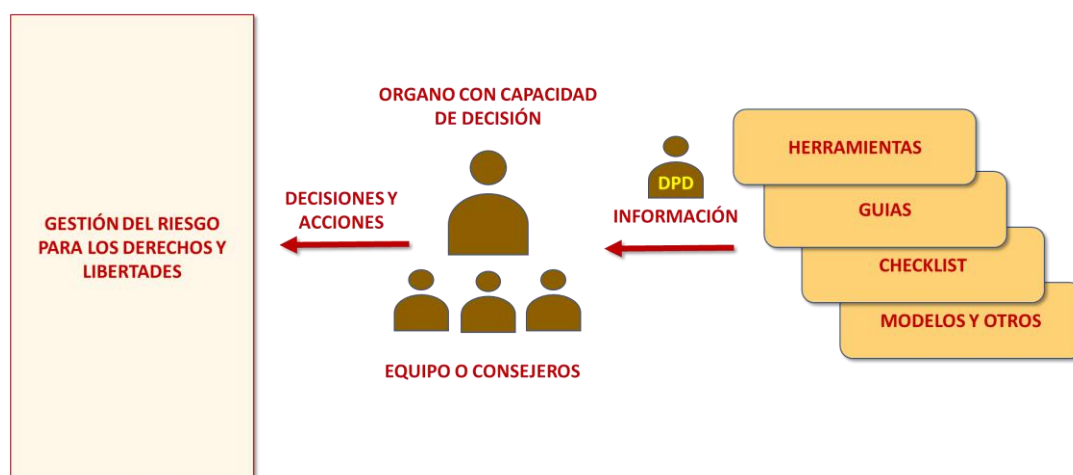 GESTIÓN DEL RIESGO
PARA LOS DERECHOS Y
LIBERTADES
DECISIONES Y
ACCIONES
ORGANO CON CAPACIDAD
DE DECISIÓN
EQUIPO O CONSEJEROS
DPD
INFORMACIÓN
HERRAMIENTAS
GUIAS
CHECKLIST
MODELOS Y OTROS